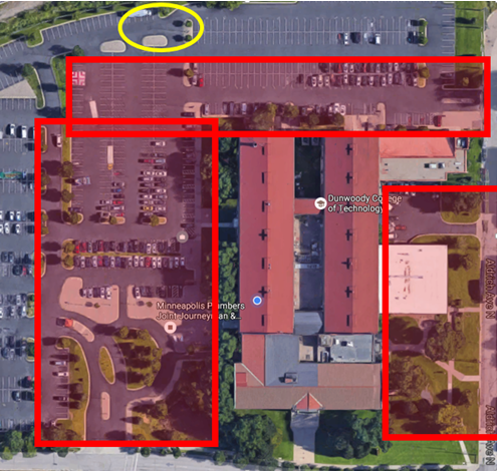 Dunwoody College
of Technology
Minneapolis Plumbers
Joint Journeyman &..